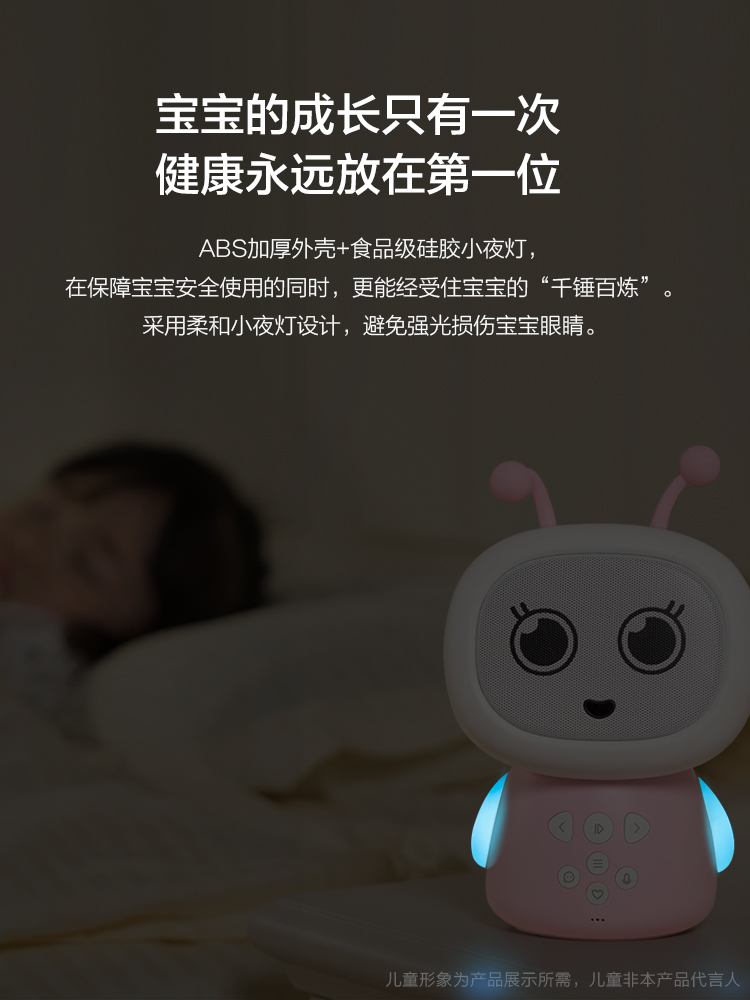 宝宝的成长只有一次
健康永远放在第一位
ABS加厚外壳+食品级硅胶小夜灯，
在保障宝宝安全使用的同时，更能经受住宝宝的“千锤百炼”。
采用柔和小夜灯设计，避免强光损伤宝宝眼睛。
儿童形象为产品展示所需，儿童非本产品代言人